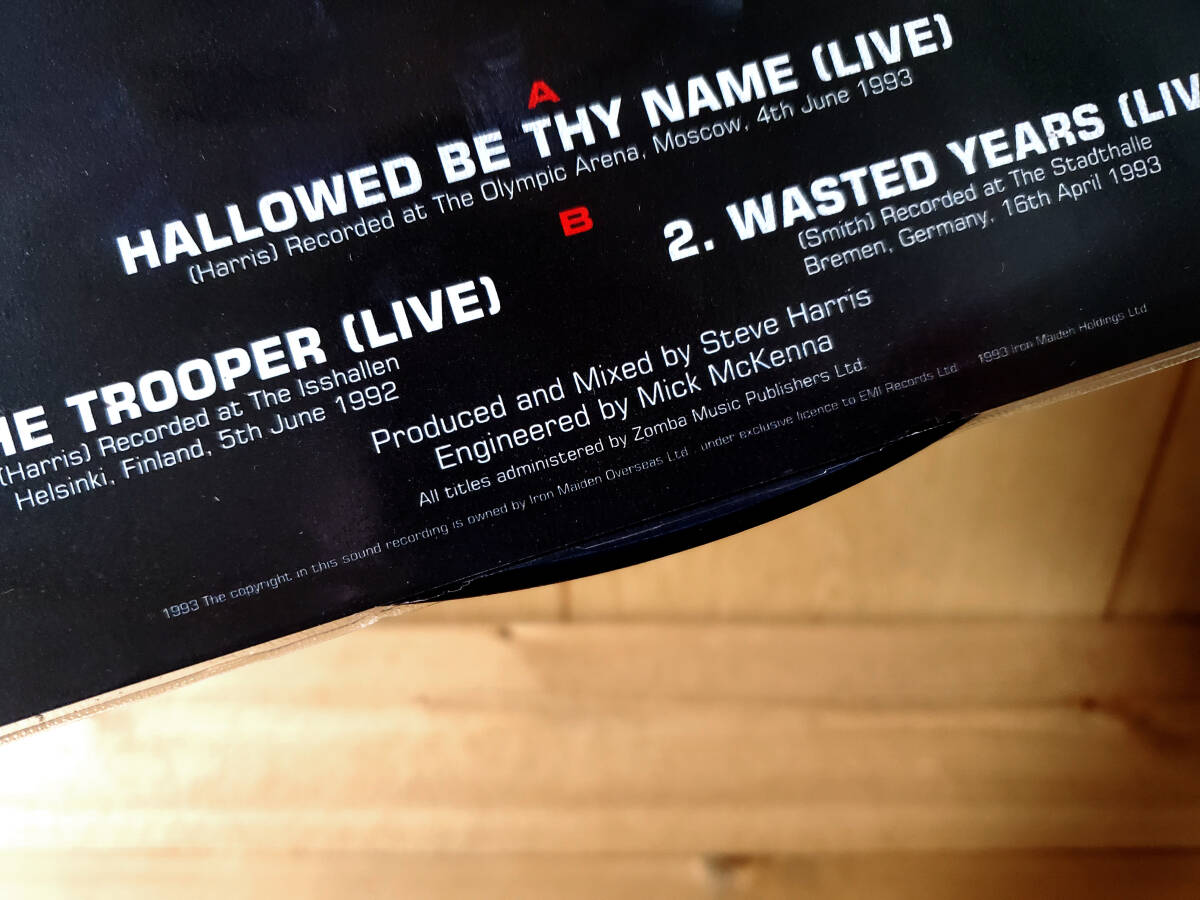 A
HALLOWED BE THY NAME (LIVE)
(Harris) Recorded at The Olympic Arena, Moscow, 4th June 1993
B
HE TROOPER (LIVE)
(Harris) Recorded at The Isshallen
Helsinki, Finland, 5th June 1992
2. WASTED YEARS (LIV
(Smith) Recorded at The Stadthalle
Bremen, Germany, 16th April 1993
Produced and Mixed by Steve Harris
Engineered by Mick McKenna
All titles administered by Zomba Music Publishers Ltd.
1993 The copyright in this sound recording is owned by Iron Maiden Overseas Ltd under exclusive licence to EMI Records Ltd 1993 Iron Maiden Holdings Ltd